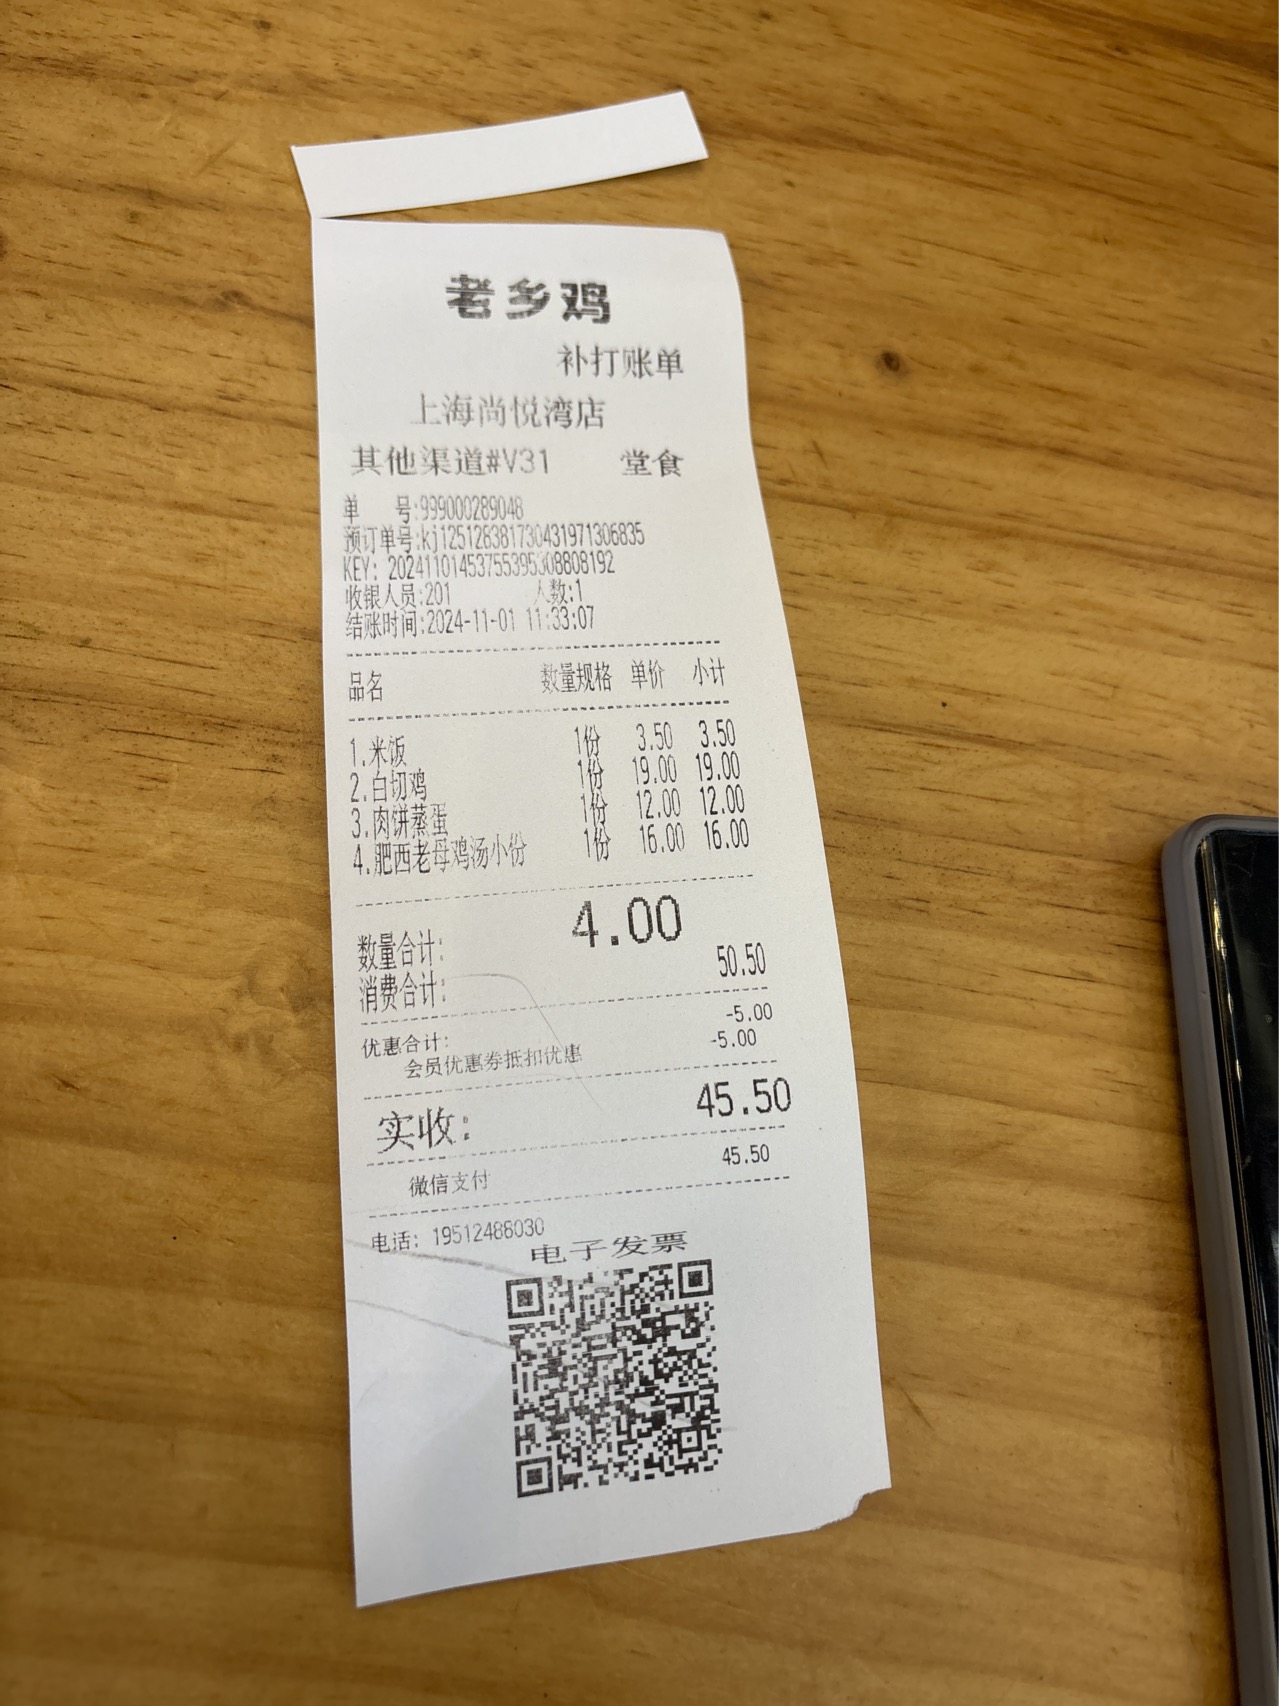 老乡鸡
补打账单
上海尚悦湾店
其他渠道#V31 堂食
单 号:999000289048
预订单号:kj125128381730431971306835
KEY: 20241101453755395308808192
收银人员:201 人数:1
结账时间:2024-11-01 11:33:07
品名 数量规格 单价 小计
1.米饭 1份 3.50 3.50
2.白切鸡 1份 19.00 19.00
3.肉饼蒸蛋 1份 12.00 12.00
4.肥西老母鸡汤小份 1份 16.00 16.00
数量合计: 4.00
消费合计: 50.50
优惠合计: -5.00
会员优惠券抵扣优惠 -5.00
实收: 45.50
微信支付 45.50
电话: 19512488030
电子发票